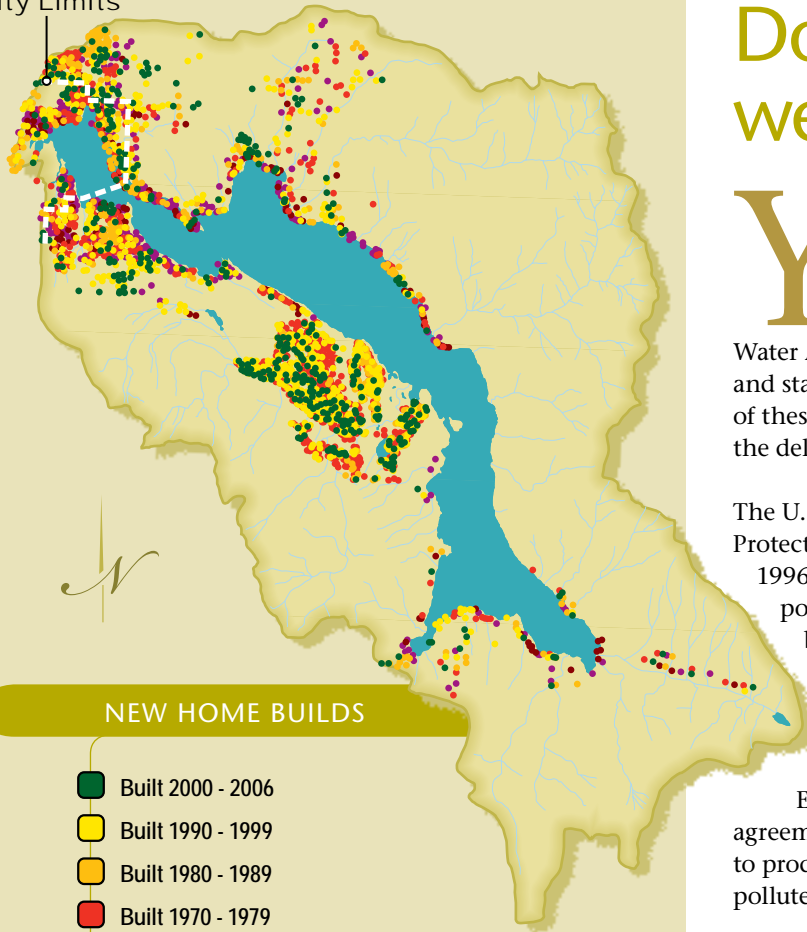 ity Limits
N
NEW HOME BUILDS
Built 2000 - 2006
Built 1990 - 1999
Built 1980 - 1989
Built 1970 - 1979
Do
we
Y
Water
and sta
of thes
the del
The U.
Protect
1996
po
b
E
agreem
to proc
pollute